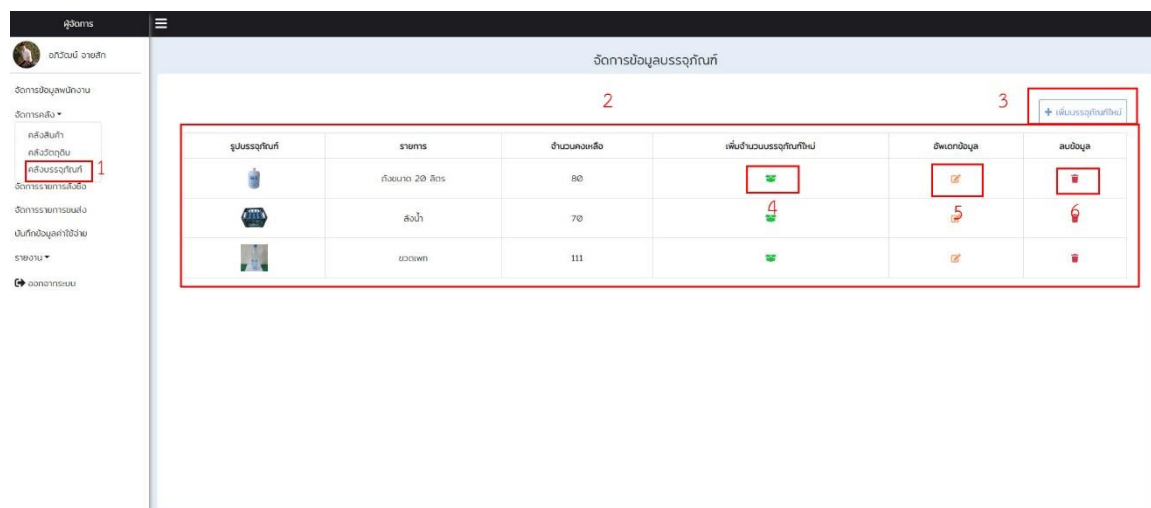 ผู้จัดการ
อภิวัฒน์ อายสัก
จัดการข้อมูลบรรจุภัณฑ์
จัดการข้อมูลพนักงาน
จัดการคลัง
คลังสินค้า
คลังวัตถุดิบ
คลังบรรจุภัณฑ์ 1
จัดการรายการสั่งซื้อ
จัดการรายการขนส่ง
บันทึกข้อมูลค่าใช้จ่าย
รายงาน
ออกจากระบบ
2
3
+ เพิ่มบรรจุภัณฑ์ใหม่
รูปบรรจุภัณฑ์ รายการ จำนวนคงเหลือ เพิ่มจำนวนบรรจุภัณฑ์ใหม่ อัพเดทข้อมูล ลบข้อมูล
ถังขนาด 20 ลิตร 80
4 5 6
ลังน้ำ 70
ขวดเพท 111